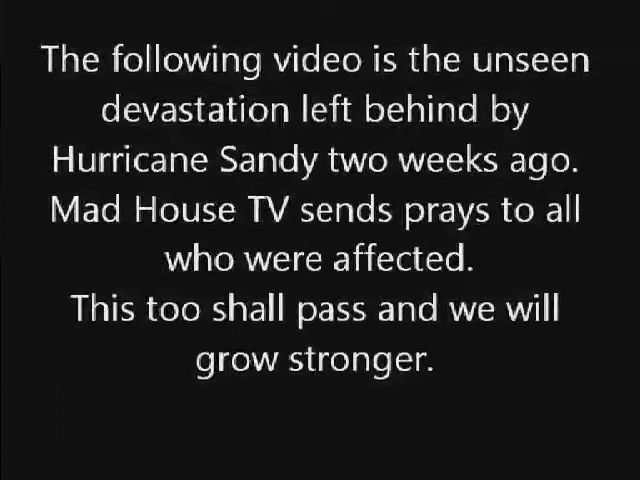 The following video is the unseen
devastation left behind by
Hurricane Sandy two weeks ago.
Mad House TV sends prays to all
who were affected.
This too shall pass and we will
grow stronger.